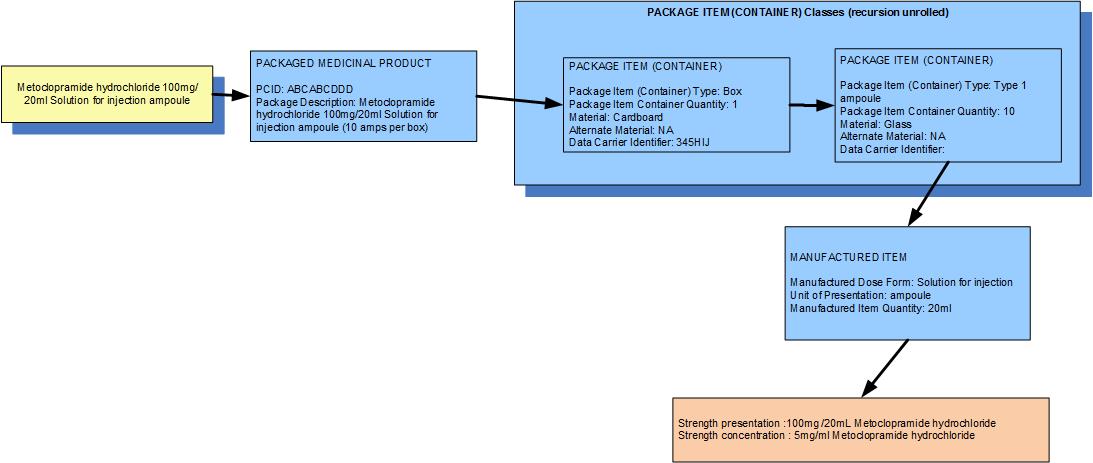 PACKAGE ITEM (CONTAINER) Classes (recursion unrolled)
Metoclopramide hydrochloride 100mg/
20ml Solution for injection ampoule
PACKAGED MEDICINAL PRODUCT
PCID: ABCABCDDD
Package Description: Metoclopramide
hydrochloride 100mg/20ml Solution for
injection ampoule (10 amps per box)
PACKAGE ITEM (CONTAINER)
Package Item (Container) Type: Box
Package Item Container Quantity: 1
Material: Cardboard
Alternate Material: NA
Data Carrier Identifier: 345HIJ
PACKAGE ITEM (CONTAINER)
Package Item (Container) Type: Type 1
ampoule
Package Item Container Quantity: 10
Material: Glass
Alternate Material: NA
Data Carrier Identifier:
MANUFACTURED ITEM
Manufactured Dose Form: Solution for injection
Unit of Presentation: ampoule
Manufactured Item Quantity: 20ml
Strength presentation :100mg /20mL Metoclopramide hydrochloride
Strength concentration : 5mg/ml Metoclopramide hydrochloride